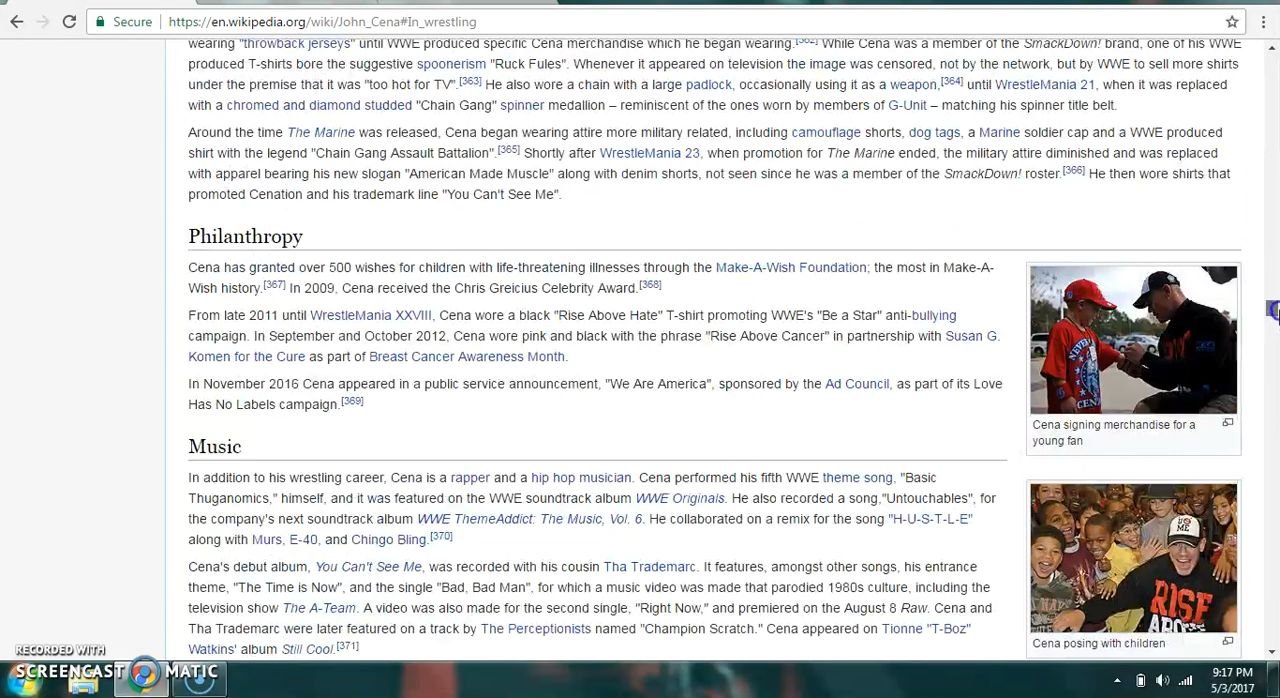 Secure https://en.wikipedia.org/wiki/John_Cena#In_wrestling
wearing "throwback jerseys" until WWE produced specific Cena merchandise which he began wearing.[362] While Cena was a member of the SmackDown! brand, one of his WWE
produced T-shirts bore the suggestive spoonerism "Ruck Fules". Whenever it appeared on television the image was censored, not by the network, but by WWE to sell more shirts
under the premise that it was "too hot for TV".[363] He also wore a chain with a large padlock, occasionally using it as a weapon,[364] until WrestleMania 21, when it was replaced
with a chromed and diamond studded "Chain Gang" spinner medallion – reminiscent of the ones worn by members of G-Unit – matching his spinner title belt.
Around the time The Marine was released, Cena began wearing attire more military related, including camouflage shorts, dog tags, a Marine soldier cap and a WWE produced
shirt with the legend "Chain Gang Assault Battalion".[365] Shortly after WrestleMania 23, when promotion for The Marine ended, the military attire diminished and was replaced
with apparel bearing his new slogan "American Made Muscle" along with denim shorts, not seen since he was a member of the SmackDown! roster.[366] He then wore shirts that
promoted Cenation and his trademark line "You Can't See Me".
Philanthropy
Cena has granted over 500 wishes for children with life-threatening illnesses through the Make-A-Wish Foundation; the most in Make-A-
Wish history.[367] In 2009, Cena received the Chris Greicius Celebrity Award.[368]
From late 2011 until WrestleMania XXVIII, Cena wore a black "Rise Above Hate" T-shirt promoting WWE's "Be a Star" anti-bullying
campaign. In September and October 2012, Cena wore pink and black with the phrase "Rise Above Cancer" in partnership with Susan G.
Komen for the Cure as part of Breast Cancer Awareness Month.
In November 2016 Cena appeared in a public service announcement, "We Are America", sponsored by the Ad Council, as part of its Love
Has No Labels campaign.[369]
Cena signing merchandise for a
young fan
Music
In addition to his wrestling career, Cena is a rapper and a hip hop musician. Cena performed his fifth WWE theme song, "Basic
Thuganomics," himself, and it was featured on the WWE soundtrack album WWE Originals. He also recorded a song,"Untouchables", for
the company's next soundtrack album WWE ThemeAddict: The Music, Vol. 6. He collaborated on a remix for the song "H-U-S-T-L-E"
along with Murs, E-40, and Chingo Bling.[370]
Cena's debut album, You Can't See Me, was recorded with his cousin Tha Trademarc. It features, amongst other songs, his entrance
theme, "The Time is Now", and the single "Bad, Bad Man", for which a music video was made that parodied 1980s culture, including the
television show The A-Team. A video was also made for the second single, "Right Now," and premiered on the August 8 Raw. Cena and
Tha Trademarc were later featured on a track by The Perceptionists named "Champion Scratch." Cena appeared on Tionne "T-Boz"
Watkins' album Still Cool.[371]
RISE
Cena posing with children
RECORDED WITH
SCREENCAST MATIC
9:17 PM
5/3/2017